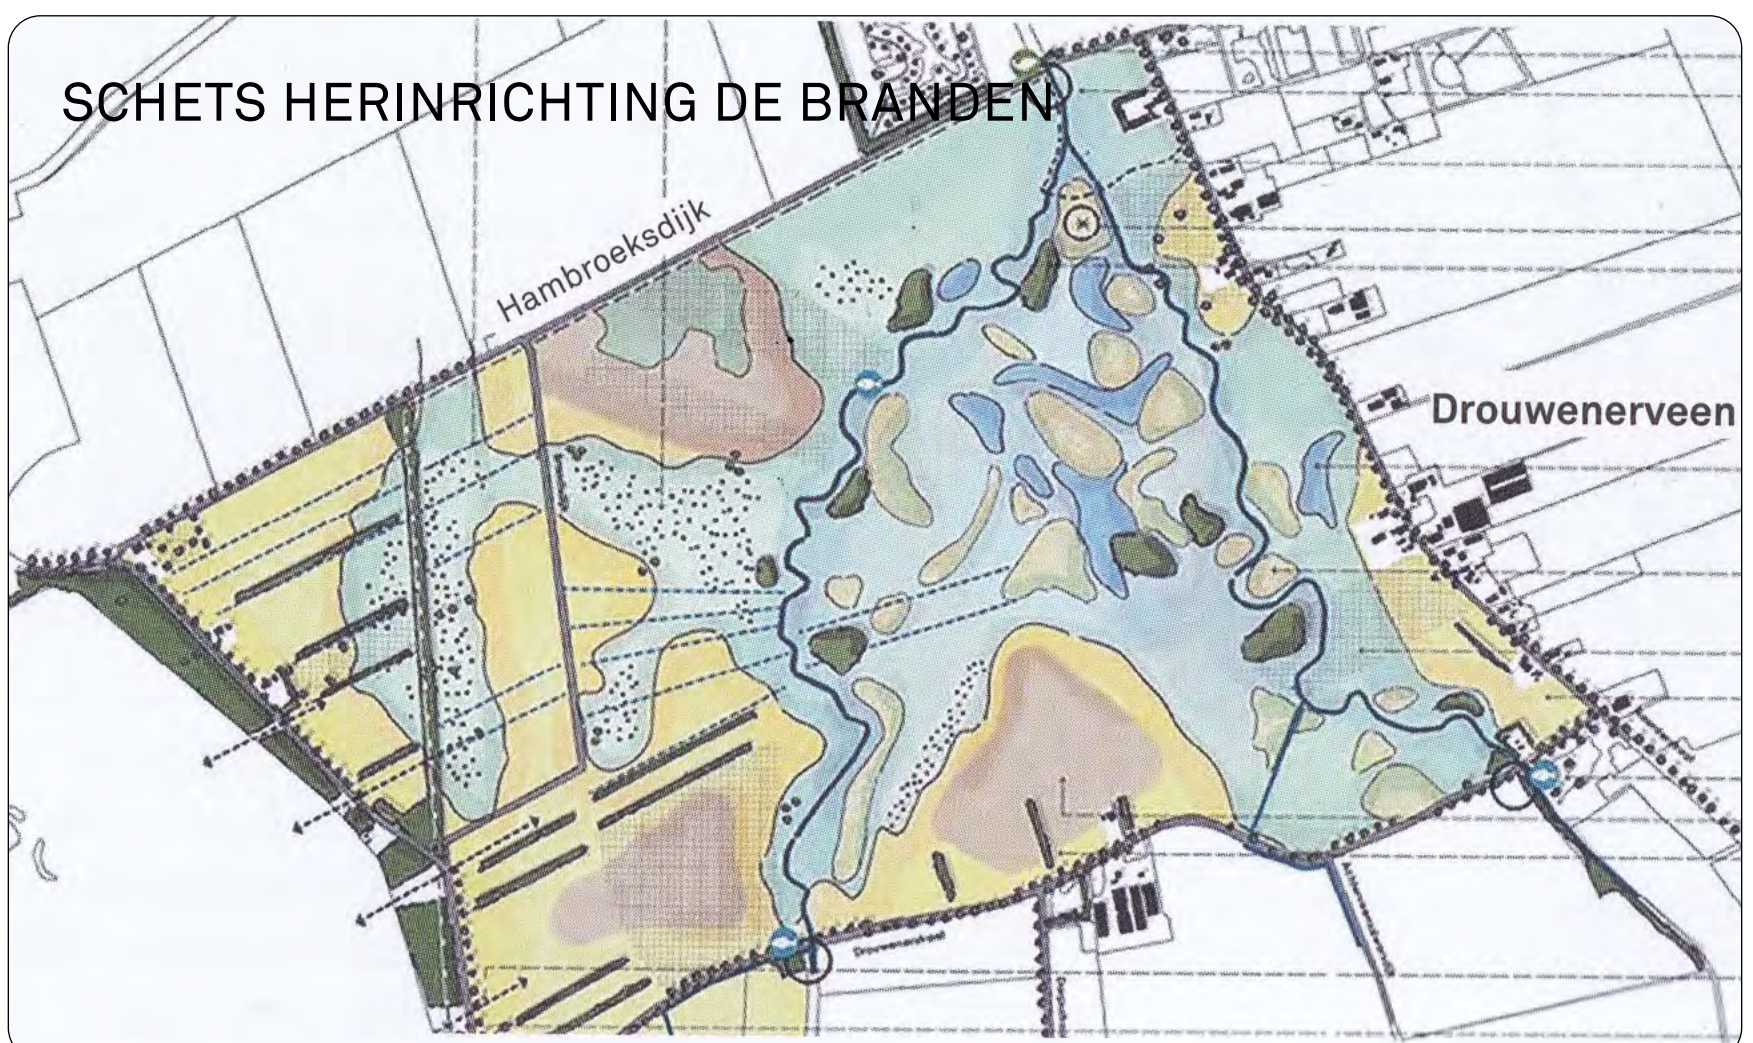 SCHETS HERINRICHTING DE BRANDEN
Hambroeksdijk
Drouwenerveen